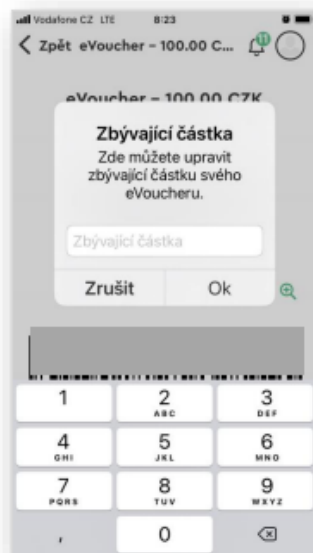 Vodafone CZ LTE 8:23
Zpět eVoucher – 100.00 C... 11
eVoucher – 100.00 CZK
Zbývající částka
Zde můžete upravit
zbývající částku svého
eVoucheru.
Zbývající částka
Zrušit Ok
1 2 3
ABC DEF
4 5 6
GHI JKL MNO
7 8 9
PQRS TUV WXYZ
, 0